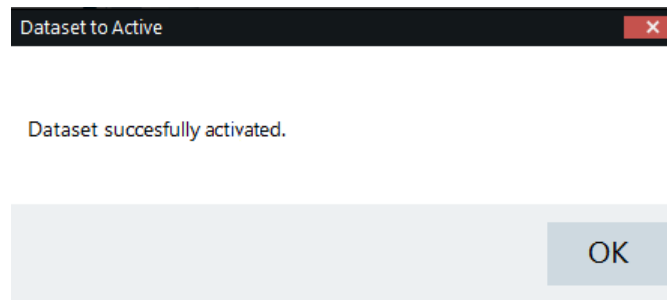 Dataset to Active
Dataset succesfully activated.
OK